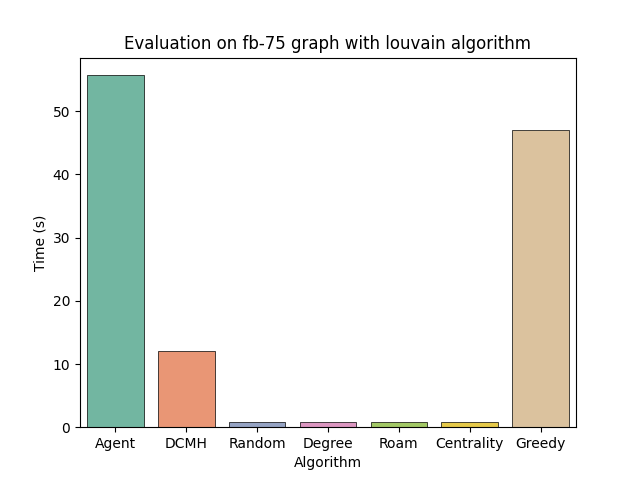 Evaluation on fb-75 graph with louvain algorithm
Time (s)
50
40
30
20
10
0
Agent DCMH Random Degree Roam Centrality Greedy
Algorithm